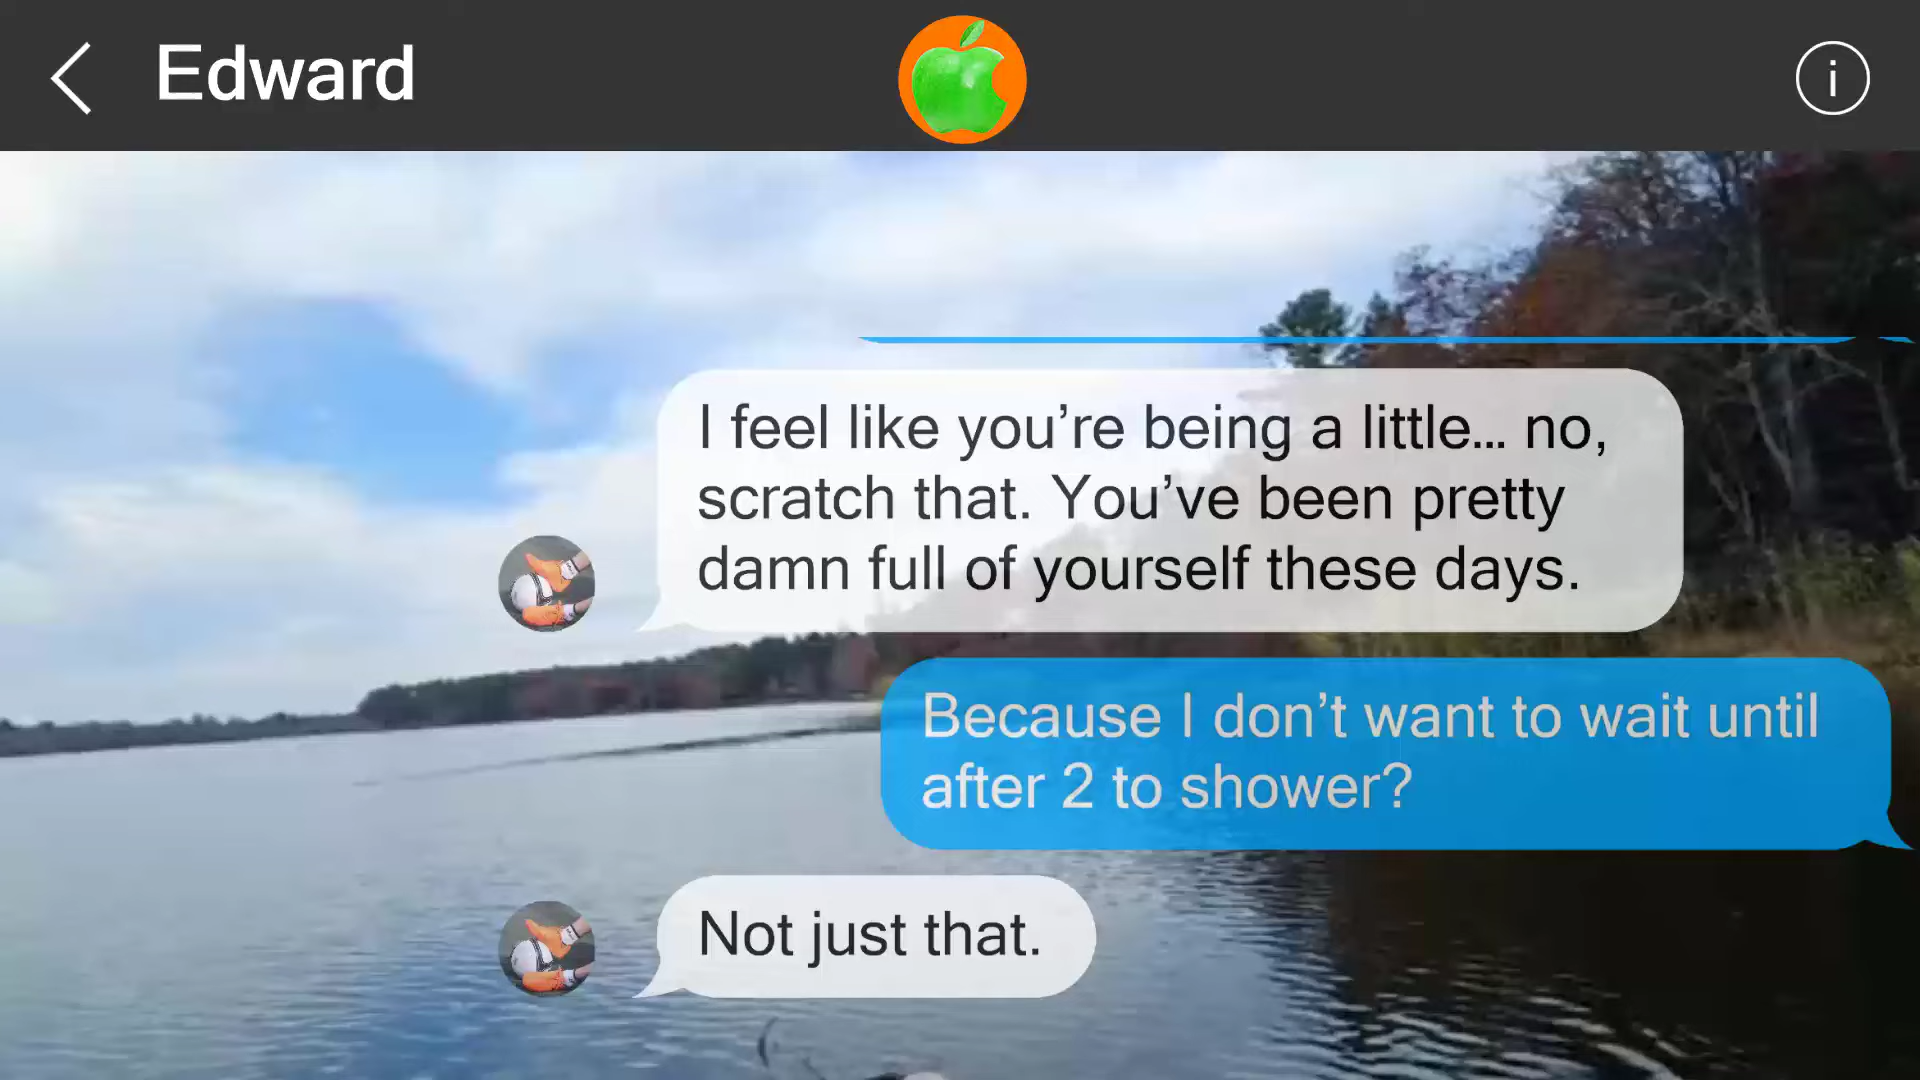 Edward
i
I feel like you’re being a little... no,
scratch that. You’ve been pretty
damn full of yourself these days.
Because I don’t want to wait until
after 2 to shower?
Not just that.